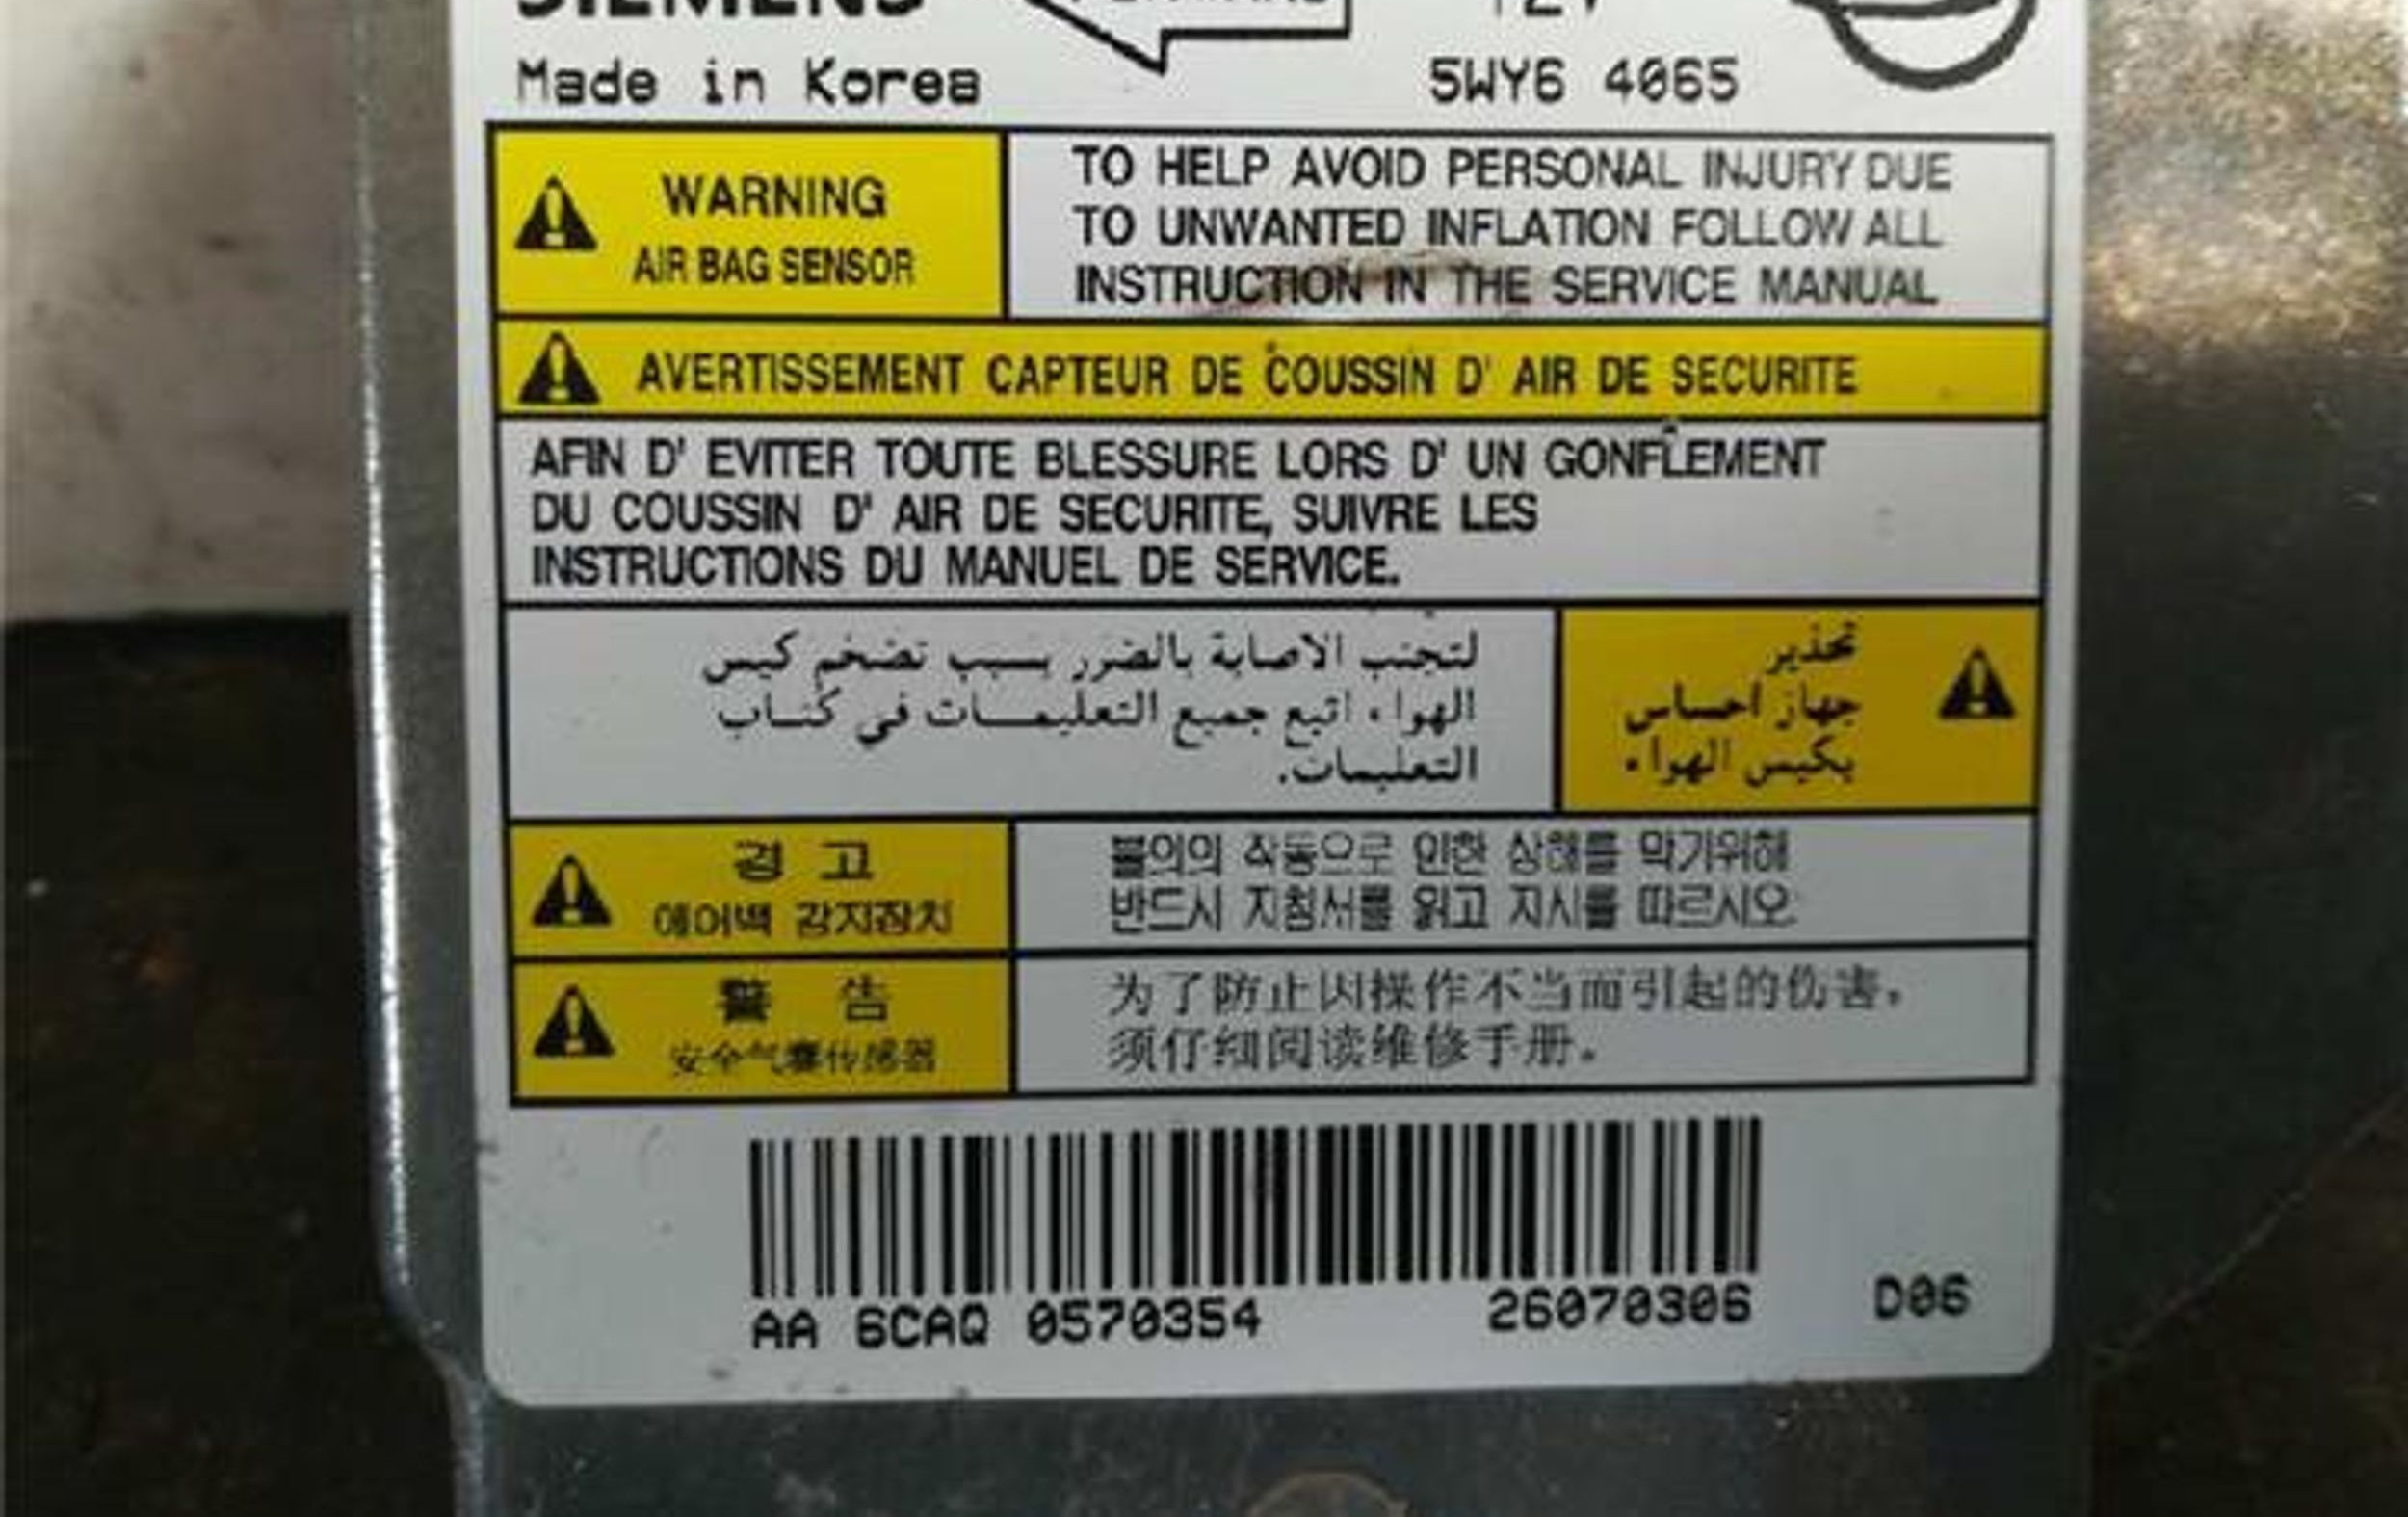 SIEMENS
12V
Made in Korea
5WY6 4065
WARNING
AIR BAG SENSOR
TO HELP AVOID PERSONAL INJURY DUE
TO UNWANTED INFLATION FOLLOW ALL
INSTRUCTION IN THE SERVICE MANUAL
AVERTISSEMENT CAPTEUR DE COUSSIN D' AIR DE SECURITE
AFIN D' EVITER TOUTE BLESSURE LORS D' UN GONFLEMENT
DU COUSSIN D' AIR DE SECURITE, SUIVRE LES
INSTRUCTIONS DU MANUEL DE SERVICE.
تحذير
جهاز احساس
بكيس الهواء
لتجنب الاصابة بالضرر بسبب تضخم كيس
الهواء اتبع جميع التعليمات في كتاب
التعليمات.
경 고
에어백 감지장치
불의의 작동으로 인한 상해를 막기위해
반드시 지침서를 읽고 지시를 따르시오
警 告
安全气囊传感器
为了防止因操作不当而引起的伤害,
须仔细阅读维修手册。
AA 6CAQ 0570354
26070306
D06